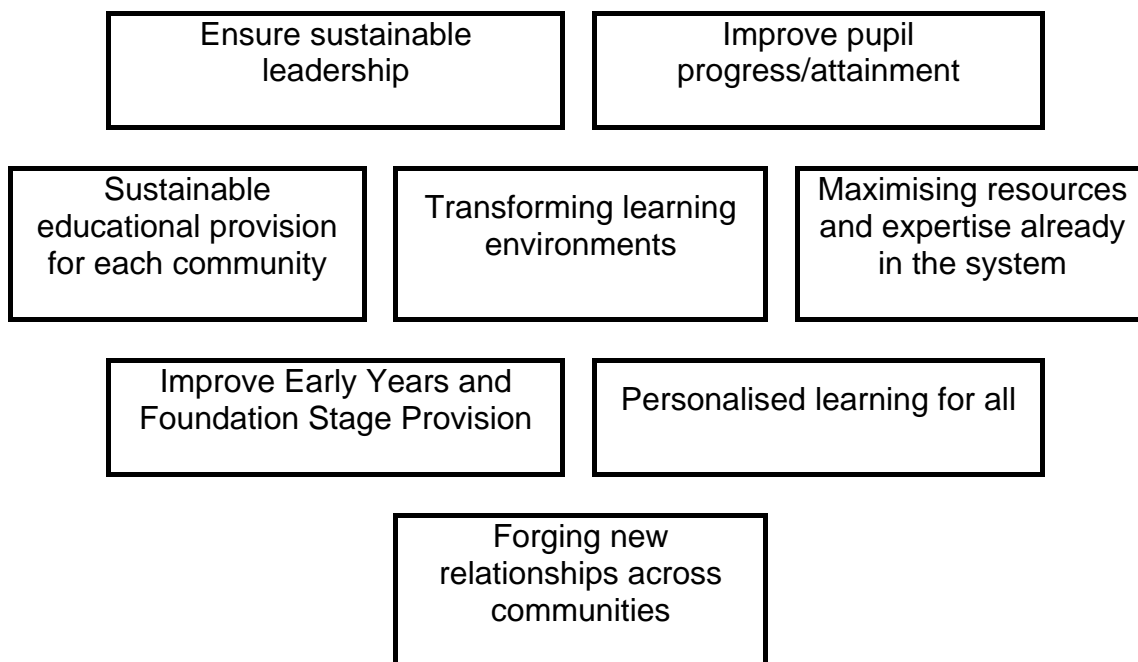 Ensure sustainable
leadership
Improve pupil
progress/attainment
Sustainable
educational provision
for each community
Transforming learning
environments
Maximising resources
and expertise already
in the system
Improve Early Years and
Foundation Stage Provision
Personalised learning for all
Forging new
relationships across
communities